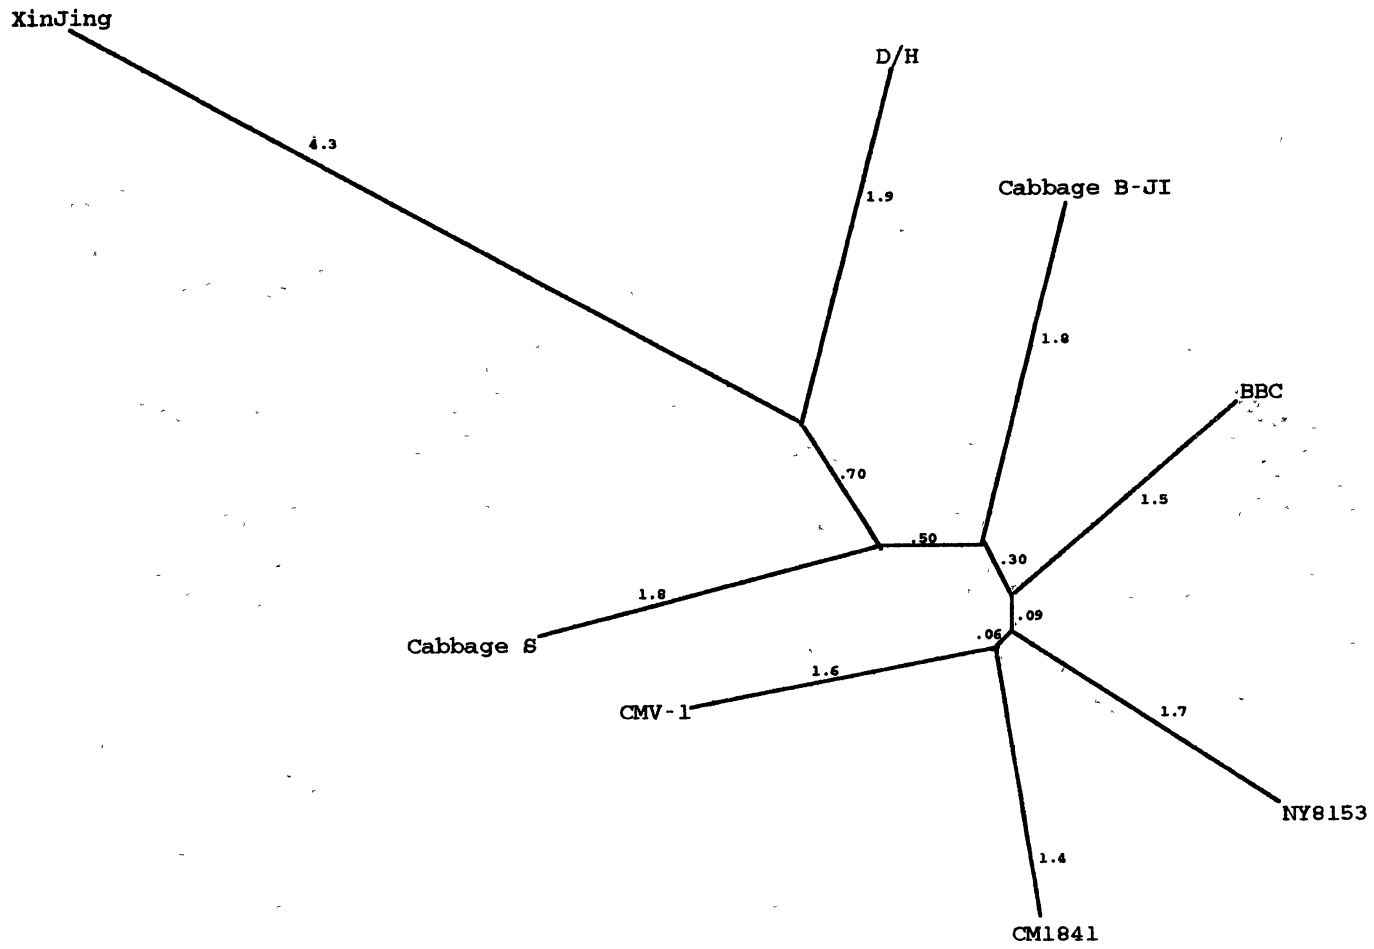 XinJing
D/H
4.3
1.9
Cabbage B-JI
1.8
BBC
.70
1.5
.50
.30
1.8
.09
.06
Cabbage S
1.6
CMV-1
1.7
NY8153
1.4
CM1841